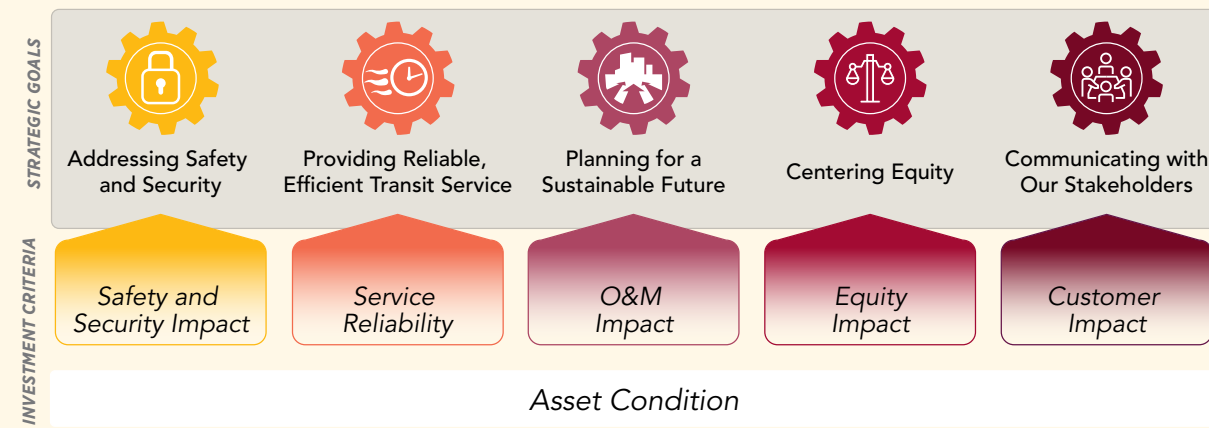 STRATEGIC GOALS
Addressing Safety
and Security
Providing Reliable,
Efficient Transit Service
Planning for a
Sustainable Future
Centering Equity
Communicating with
Our Stakeholders
INVESTMENT CRITERIA
Safety and
Security Impact
Service
Reliability
O&M
Impact
Equity
Impact
Customer
Impact
Asset Condition